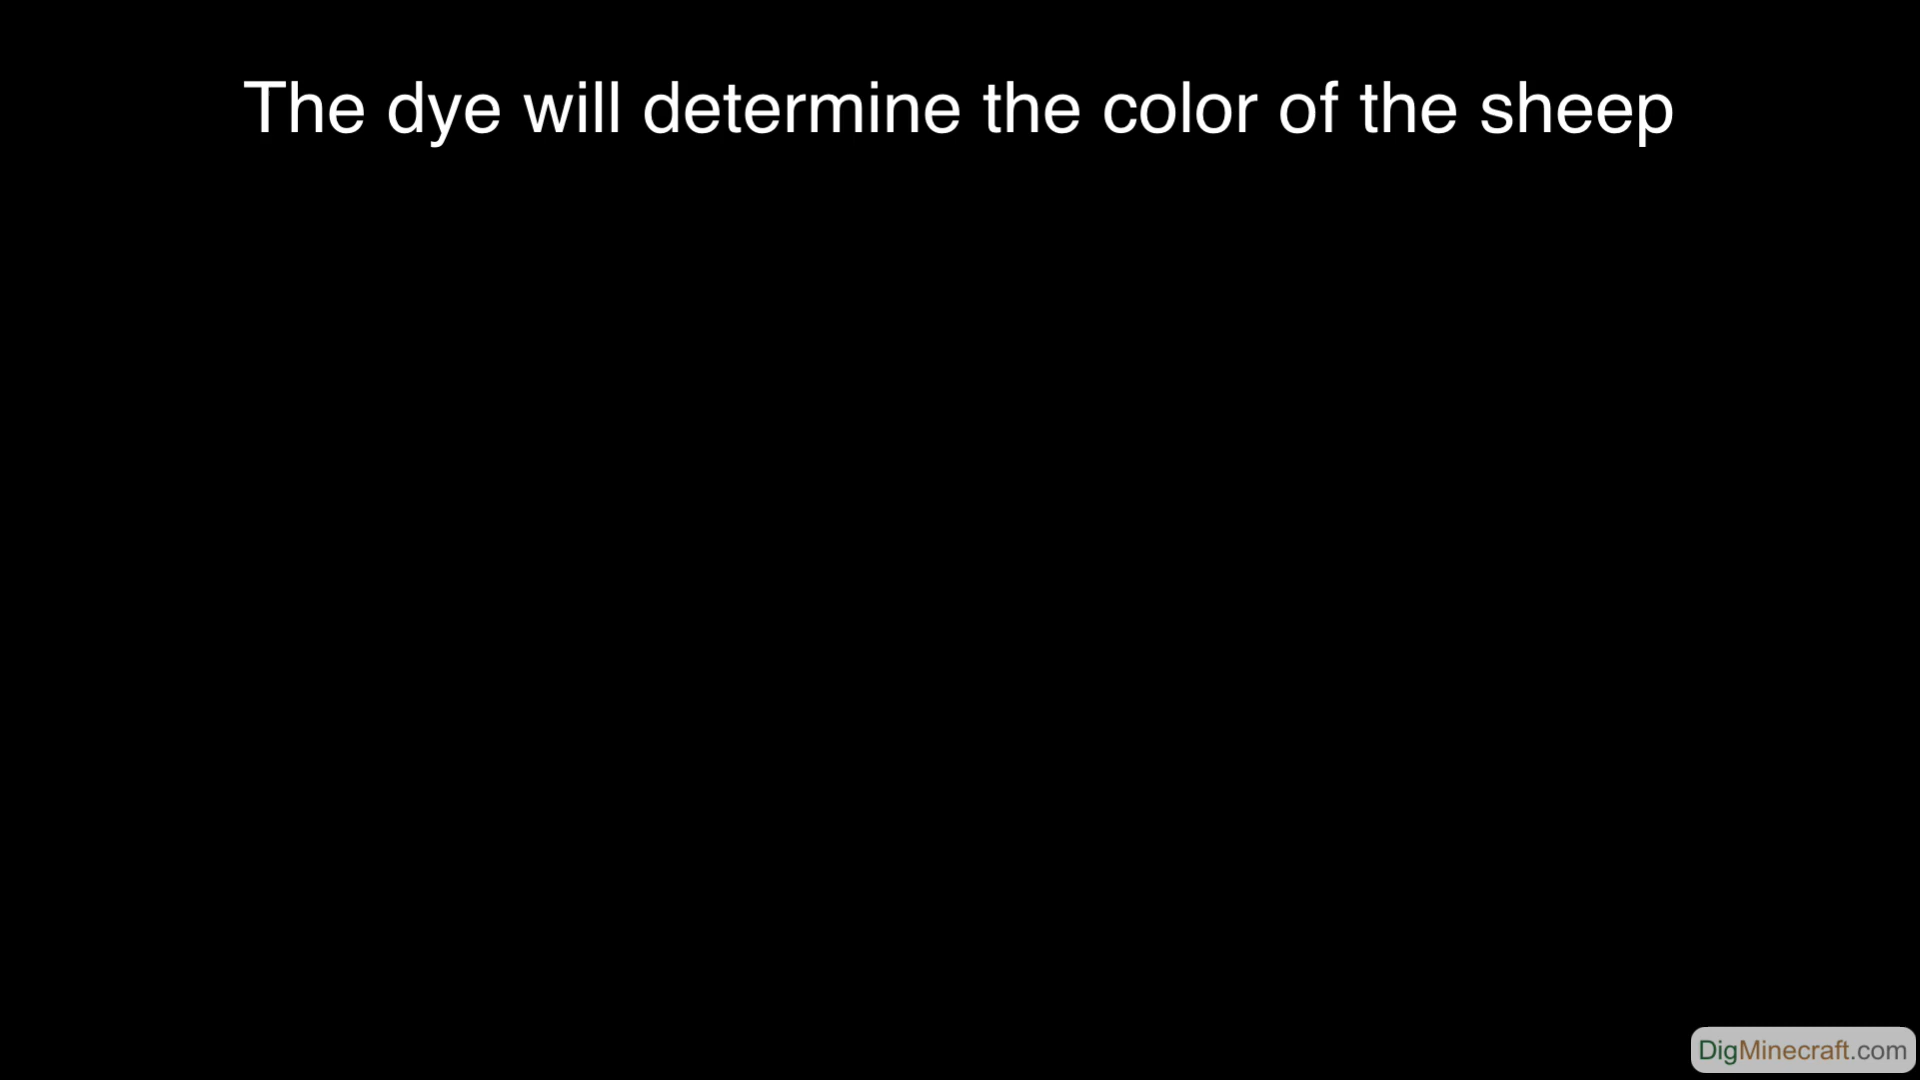 The dye will determine the color of the sheep
DigMinecraft.com